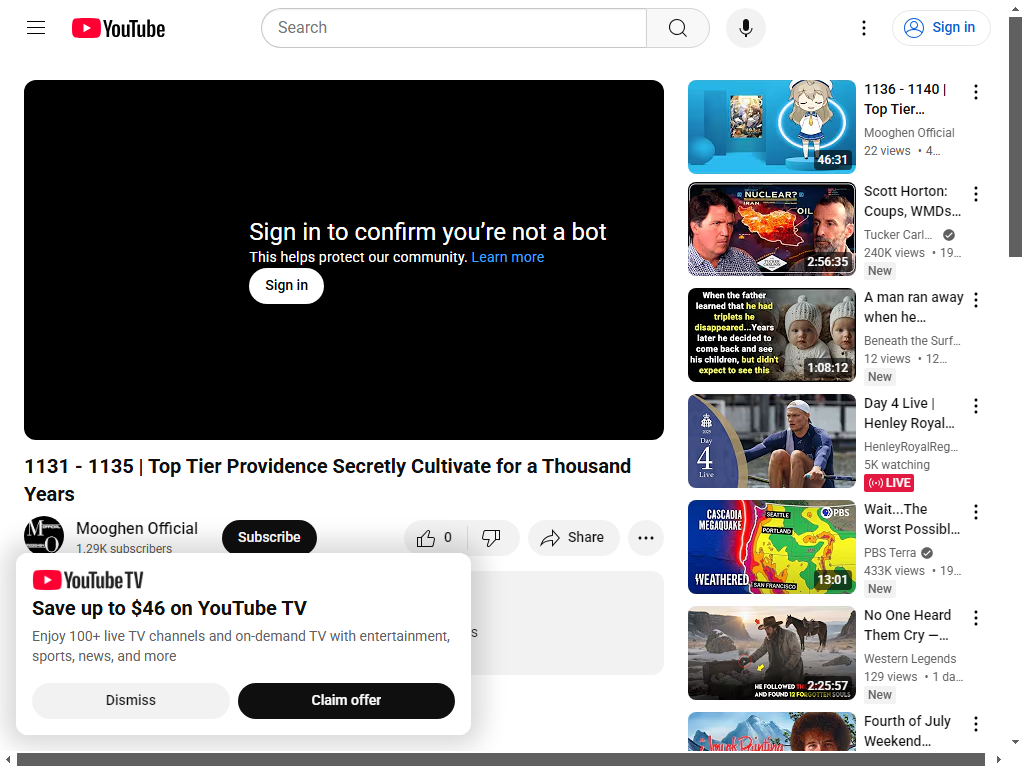 YouTube
Search
Sign in
Sign in to confirm you’re not a bot
This helps protect our community. Learn more
Sign in
1131 - 1135 | Top Tier Providence Secretly Cultivate for a Thousand
Years
Mooghen Official
1.29K subscribers
Subscribe
0
Share
YouTube TV
Save up to $46 on YouTube TV
Enjoy 100+ live TV channels and on-demand TV with entertainment,
sports, news, and more
Dismiss
Claim offer
46:31
1136 - 1140 |
Top Tier…
Mooghen Official
22 views • 4…
NUCLEAR?
IRAN
OIL
2:56:35
Scott Horton:
Coups, WMDs…
Tucker Carl…
240K views • 19…
New
When the father
learned that he had
triplets he
disappeared...Years
later he decided to
come back and see
his children, but didn't
expect to see this
1:08:12
A man ran away
when he…
Beneath the Surf…
12 views • 12…
New
2025
Day
4
Live
Day 4 Live |
Henley Royal…
HenleyRoyalReg…
5K watching
LIVE
CASCADIA
MEGAQUAKE
SEATTLE
PORTLAND
PBS
WEATHERED
SAN FRANCISCO
13:01
Wait...The
Worst Possibl…
PBS Terra
433K views • 19…
New
HE FOLLOWED
AND FOUND 12 FORGOTTEN SOULS
2:25:57
No One Heard
Them Cry —…
Western Legends
129 views • 1 da…
New
Joy of Painting
Fourth of July
Weekend…